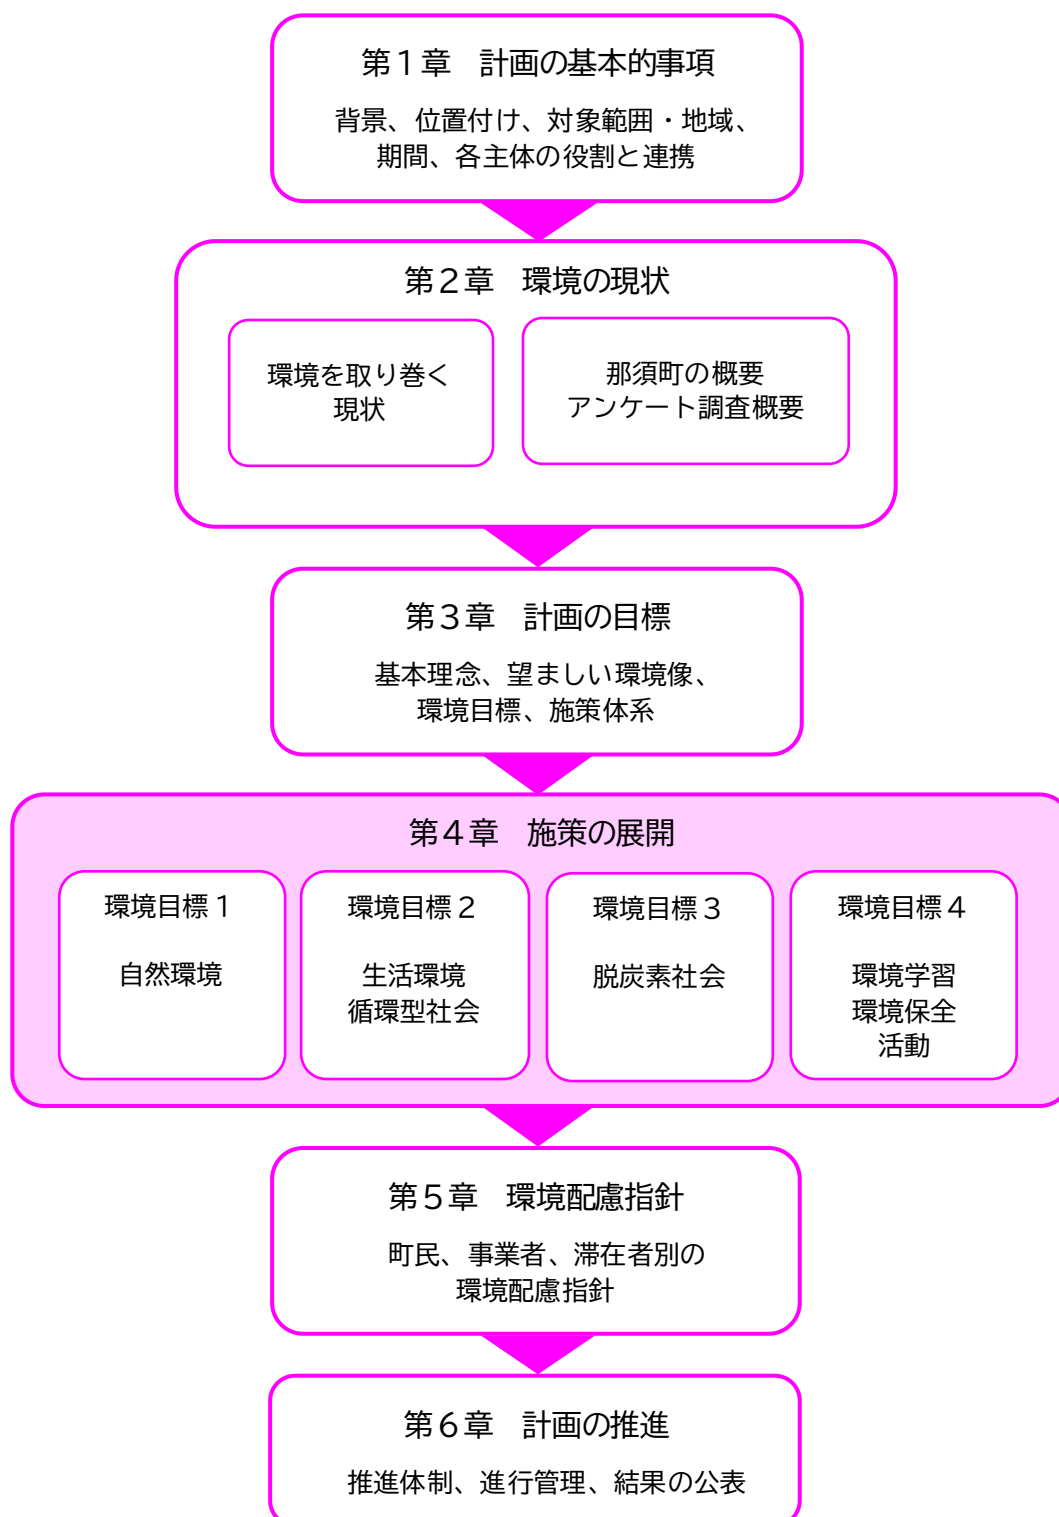 第１章　計画の基本的事項
背景、位置付け、対象範囲・地域、
期間、各主体の役割と連携
第２章　環境の現状
環境を取り巻く
現状
那須町の概要
アンケート調査概要
第３章　計画の目標
基本理念、望ましい環境像、
環境目標、施策体系
第４章　施策の展開
環境目標１
自然環境
環境目標２
生活環境
循環型社会
環境目標３
脱炭素社会
環境目標４
環境学習
環境保全
活動
第５章　環境配慮指針
町民、事業者、滞在者別の
環境配慮指針
第６章　計画の推進
推進体制、進行管理、結果の公表